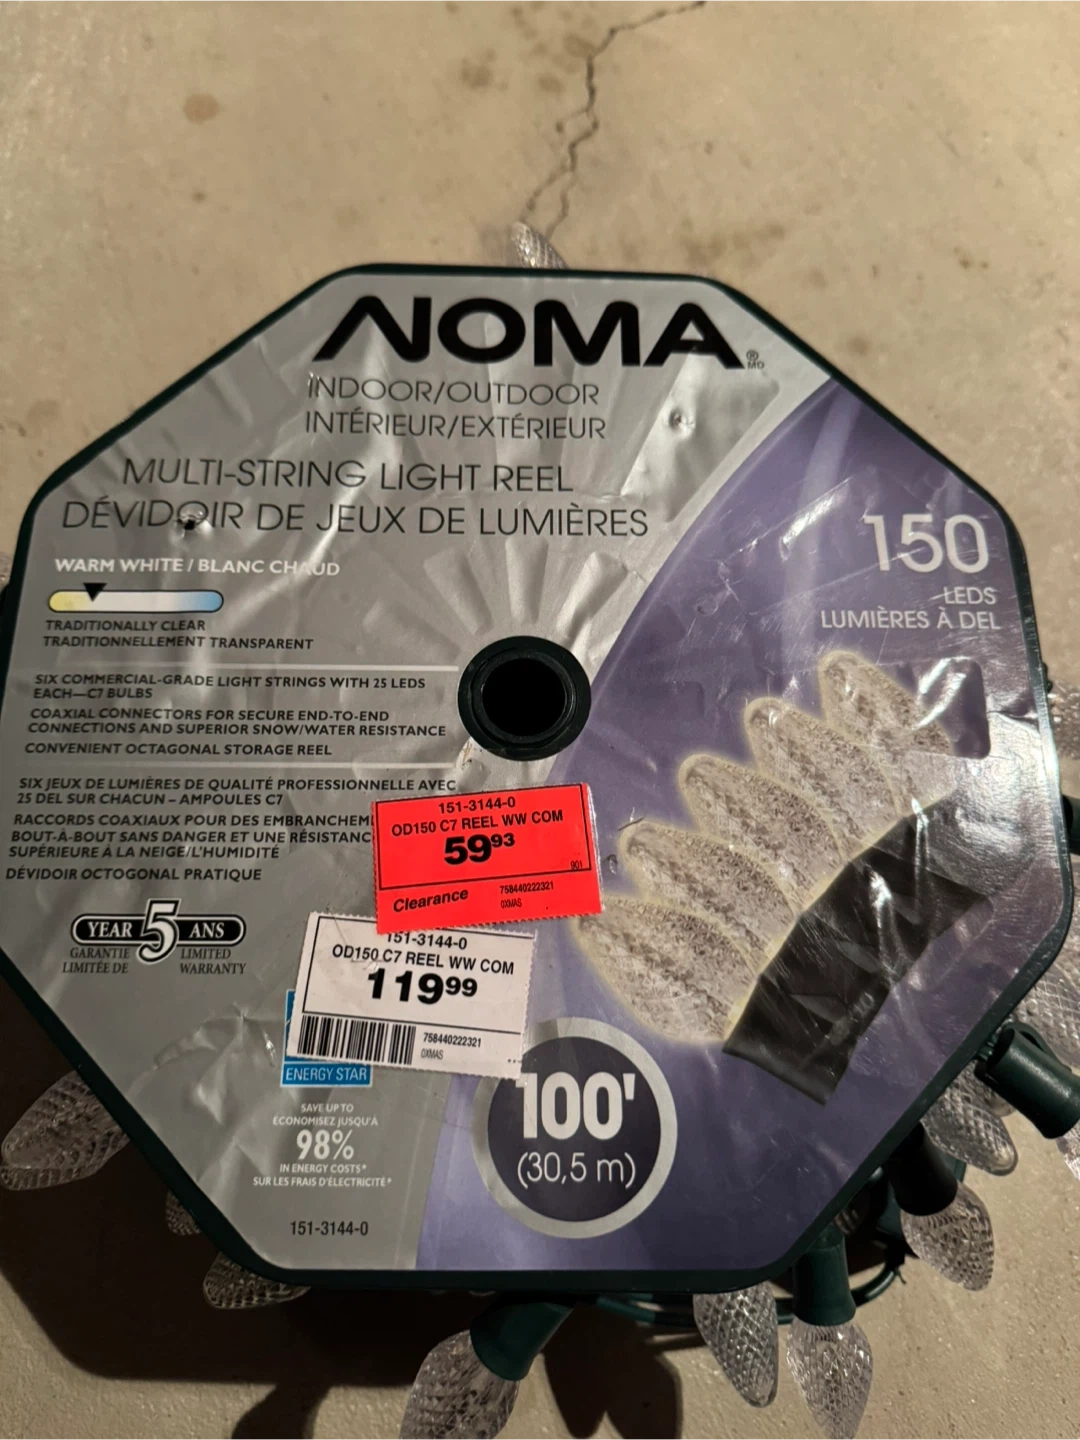 NOMA
®
MD
INDOOR/OUTDOOR
INTÉRIEUR/EXTÉRIEUR
MULTI-STRING LIGHT REEL
DÉVIDOIR DE JEUX DE LUMIÈRES
WARM WHITE / BLANC CHAUD
TRADITIONALLY CLEAR
TRADITIONNELLEMENT TRANSPARENT
SIX COMMERCIAL-GRADE LIGHT STRINGS WITH 25 LEDS
EACH—C7 BULBS
COAXIAL CONNECTORS FOR SECURE END-TO-END
CONNECTIONS AND SUPERIOR SNOW/WATER RESISTANCE
CONVENIENT OCTAGONAL STORAGE REEL
SIX JEUX DE LUMIÈRES DE QUALITÉ PROFESSIONNELLE AVEC
25 DEL SUR CHACUN – AMPOULES C7
RACCORDS COAXIAUX POUR DES EMBRANCHEM
BOUT-À-BOUT SANS DANGER ET UNE RÉSISTANC
SUPÉRIEURE À LA NEIGE/L'HUMIDITÉ
DÉVIDOIR OCTOGONAL PRATIQUE
150
LEDS
LUMIÈRES À DEL
151-3144-0
OD150 C7 REEL WW COM
5993
901
Clearance
758440222321
0XMAS
151-3144-0
OD150 C7 REEL WW COM
11999
758440222321
0XMAS
YEAR 5 ANS
GARANTIE LIMITED
LIMITÉE DE WARRANTY
ENERGY STAR
SAVE UP TO
ÉCONOMISEZ JUSQU'À
98%
IN ENERGY COSTS*
SUR LES FRAIS D'ÉLECTRICITÉ*
151-3144-0
100'
(30,5 m)